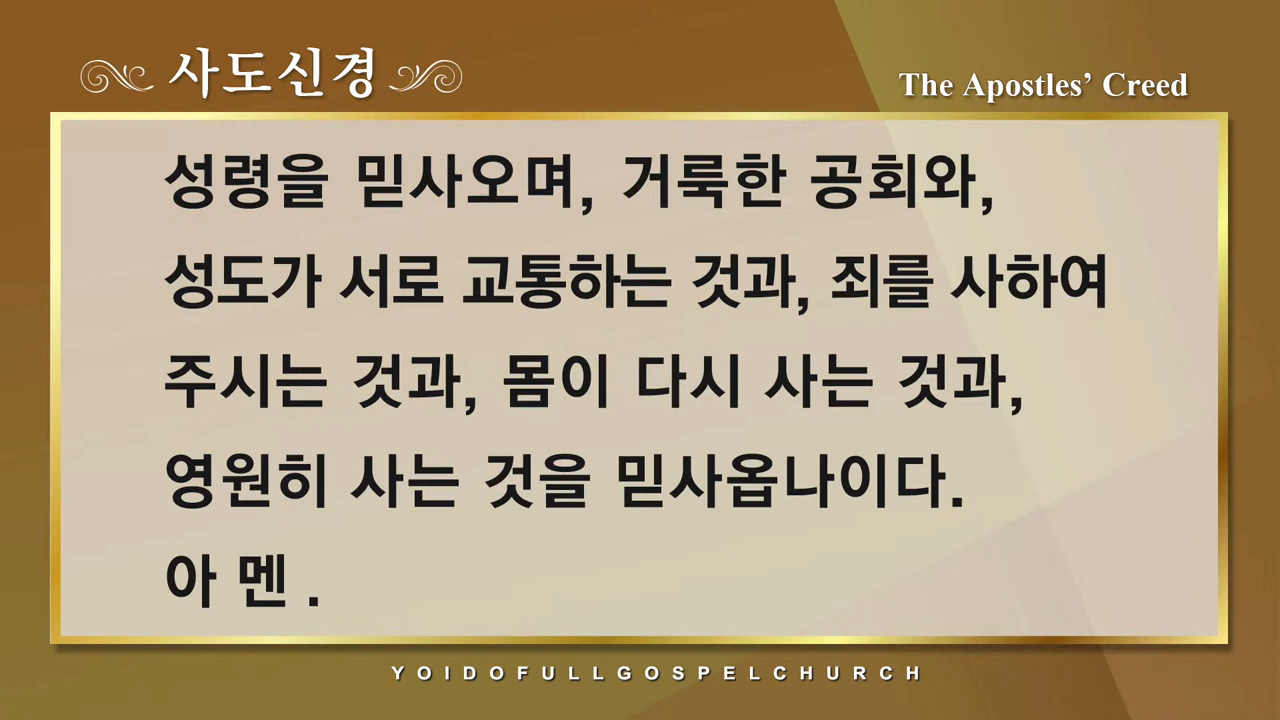 사도신경
The Apostles’ Creed
성령을 믿사오며, 거룩한 공회와,
성도가 서로 교통하는 것과, 죄를 사하여
주시는 것과, 몸이 다시 사는 것과,
영원히 사는 것을 믿사옵나이다.
아 멘 .
YOIDOFULLGOSPELCHURCH